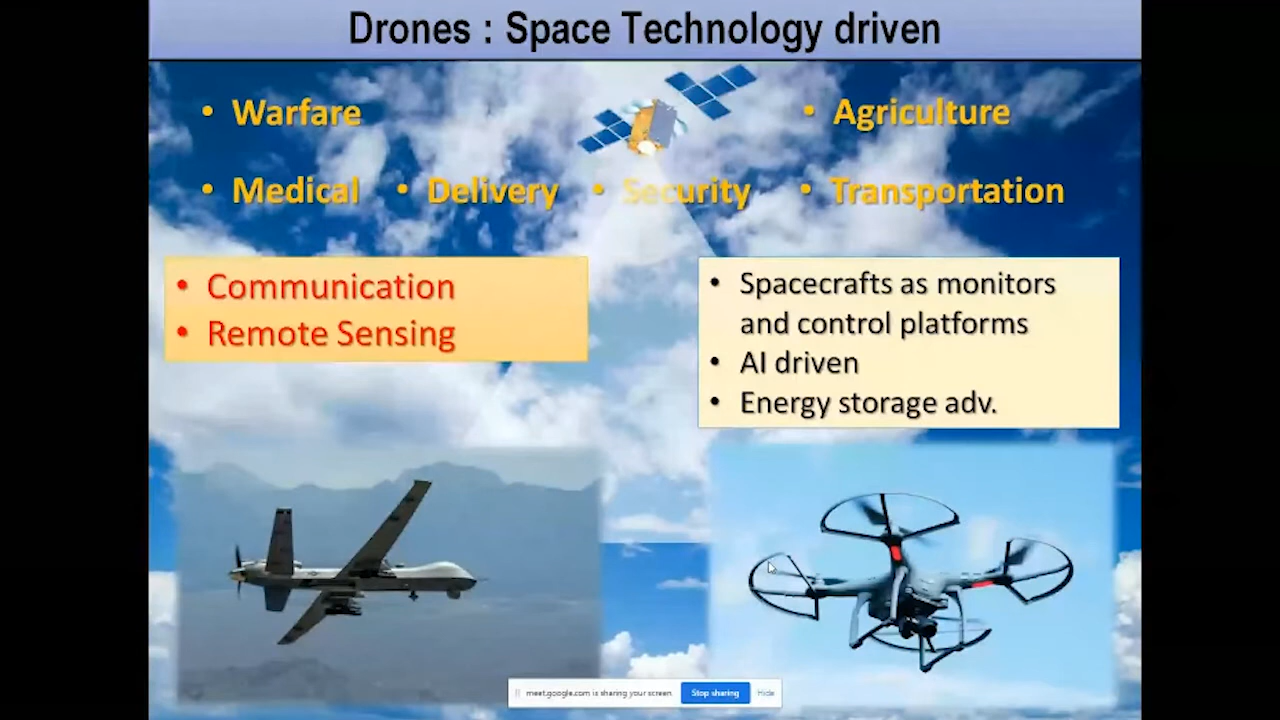 Drones : Space Technology driven
• Warfare
• Agriculture
• Medical • Delivery • Security • Transportation
• Communication
• Remote Sensing
• Spacecrafts as monitors
and control platforms
• AI driven
• Energy storage adv.
meet.google.com is sharing your screen. Stop sharing Hide